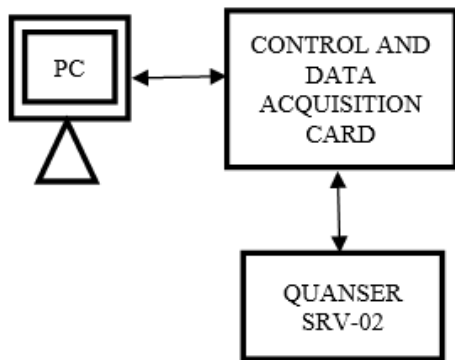 PC
CONTROL AND
DATA
ACQUISITION
CARD
QUANSER
SRV-02